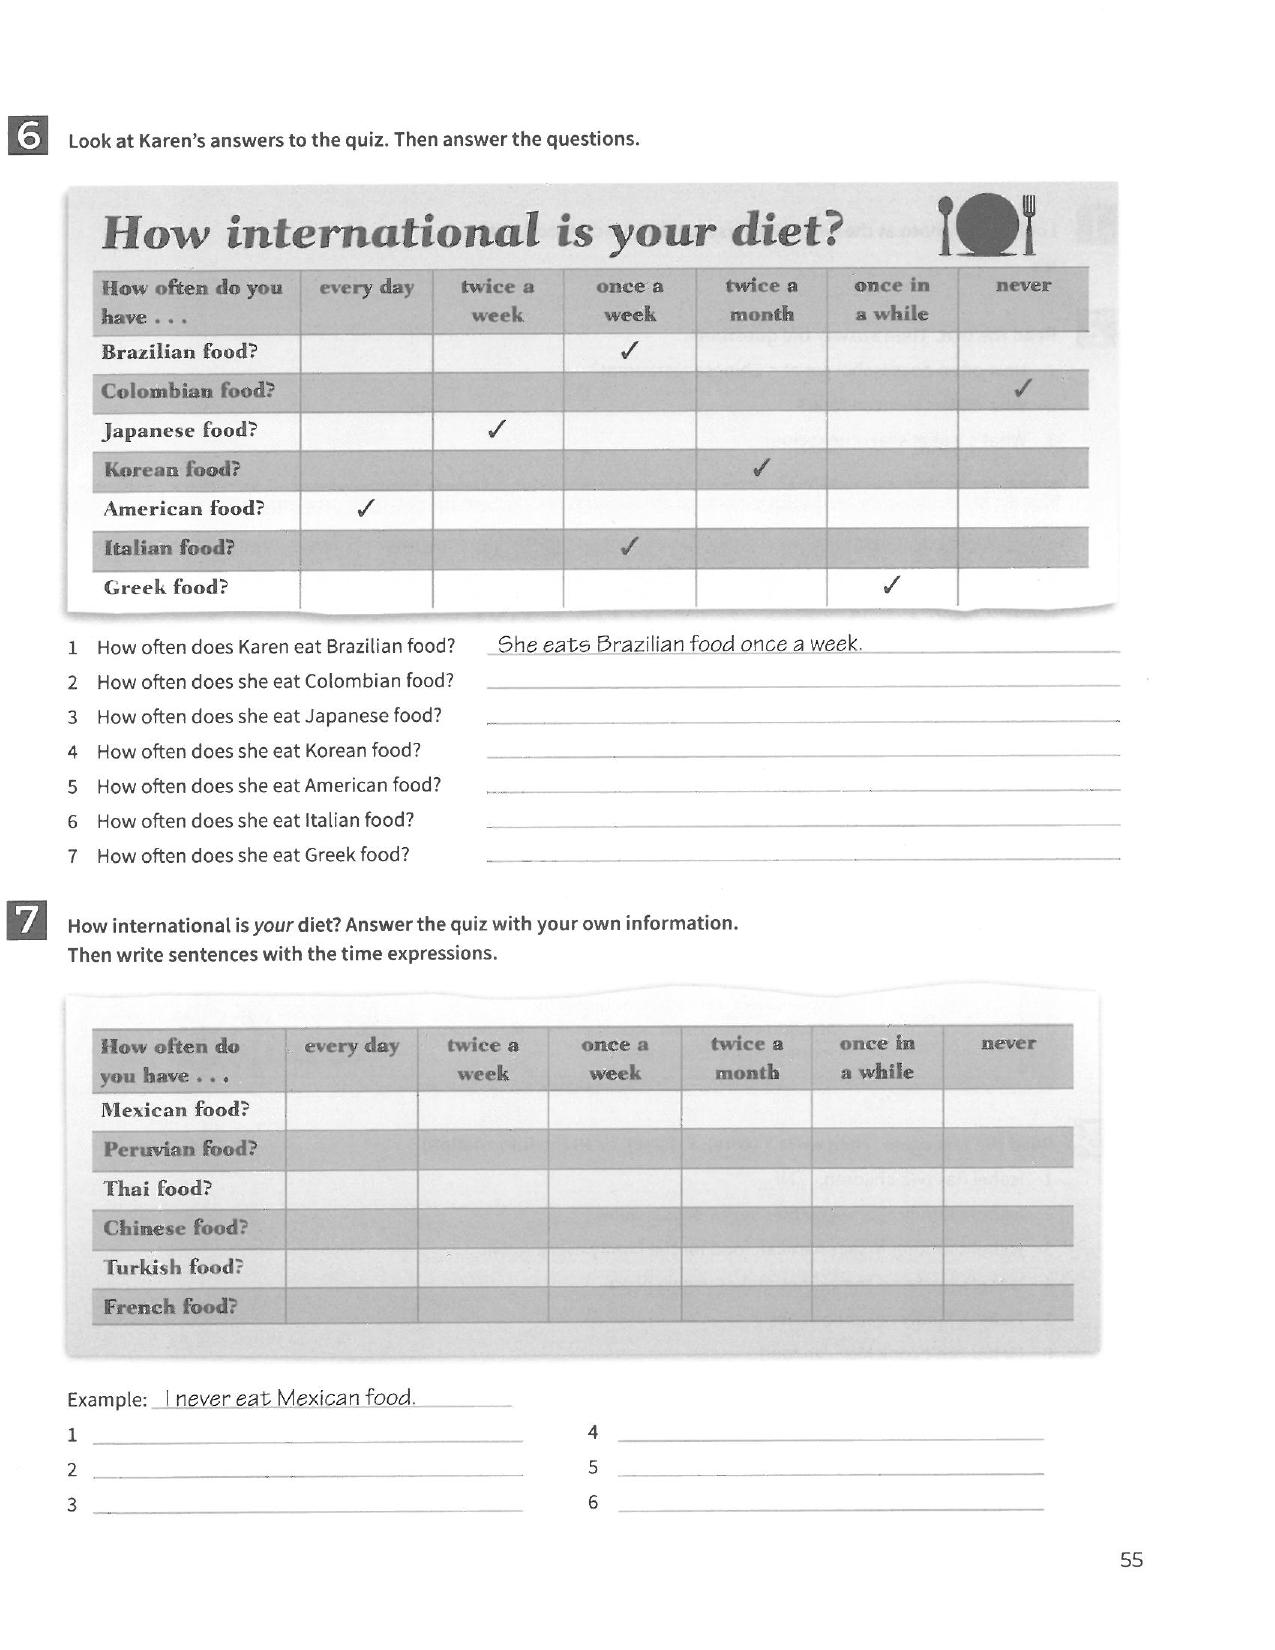 6 Look at Karen's answers to the quiz. Then answer the questions.
How international is your diet?
How often do you have . . . every day twice a week once a week twice a month once in a while never
Brazilian food? ✓
Colombian food? ✓
Japanese food? ✓
Korean food? ✓
American food? ✓
Italian food? ✓
Greek food? ✓
1 How often does Karen eat Brazilian food? She eats Brazilian food once a week.
2 How often does she eat Colombian food?
3 How often does she eat Japanese food?
4 How often does she eat Korean food?
5 How often does she eat American food?
6 How often does she eat Italian food?
7 How often does she eat Greek food?
7 How international is your diet? Answer the quiz with your own information.
Then write sentences with the time expressions.
How often do you have . . . every day twice a week once a week twice a month once in a while never
Mexican food?
Peruvian food?
Thai food?
Chinese food?
Turkish food?
French food?
Example: I never eat Mexican food.
1 4
2 5
3 6
55